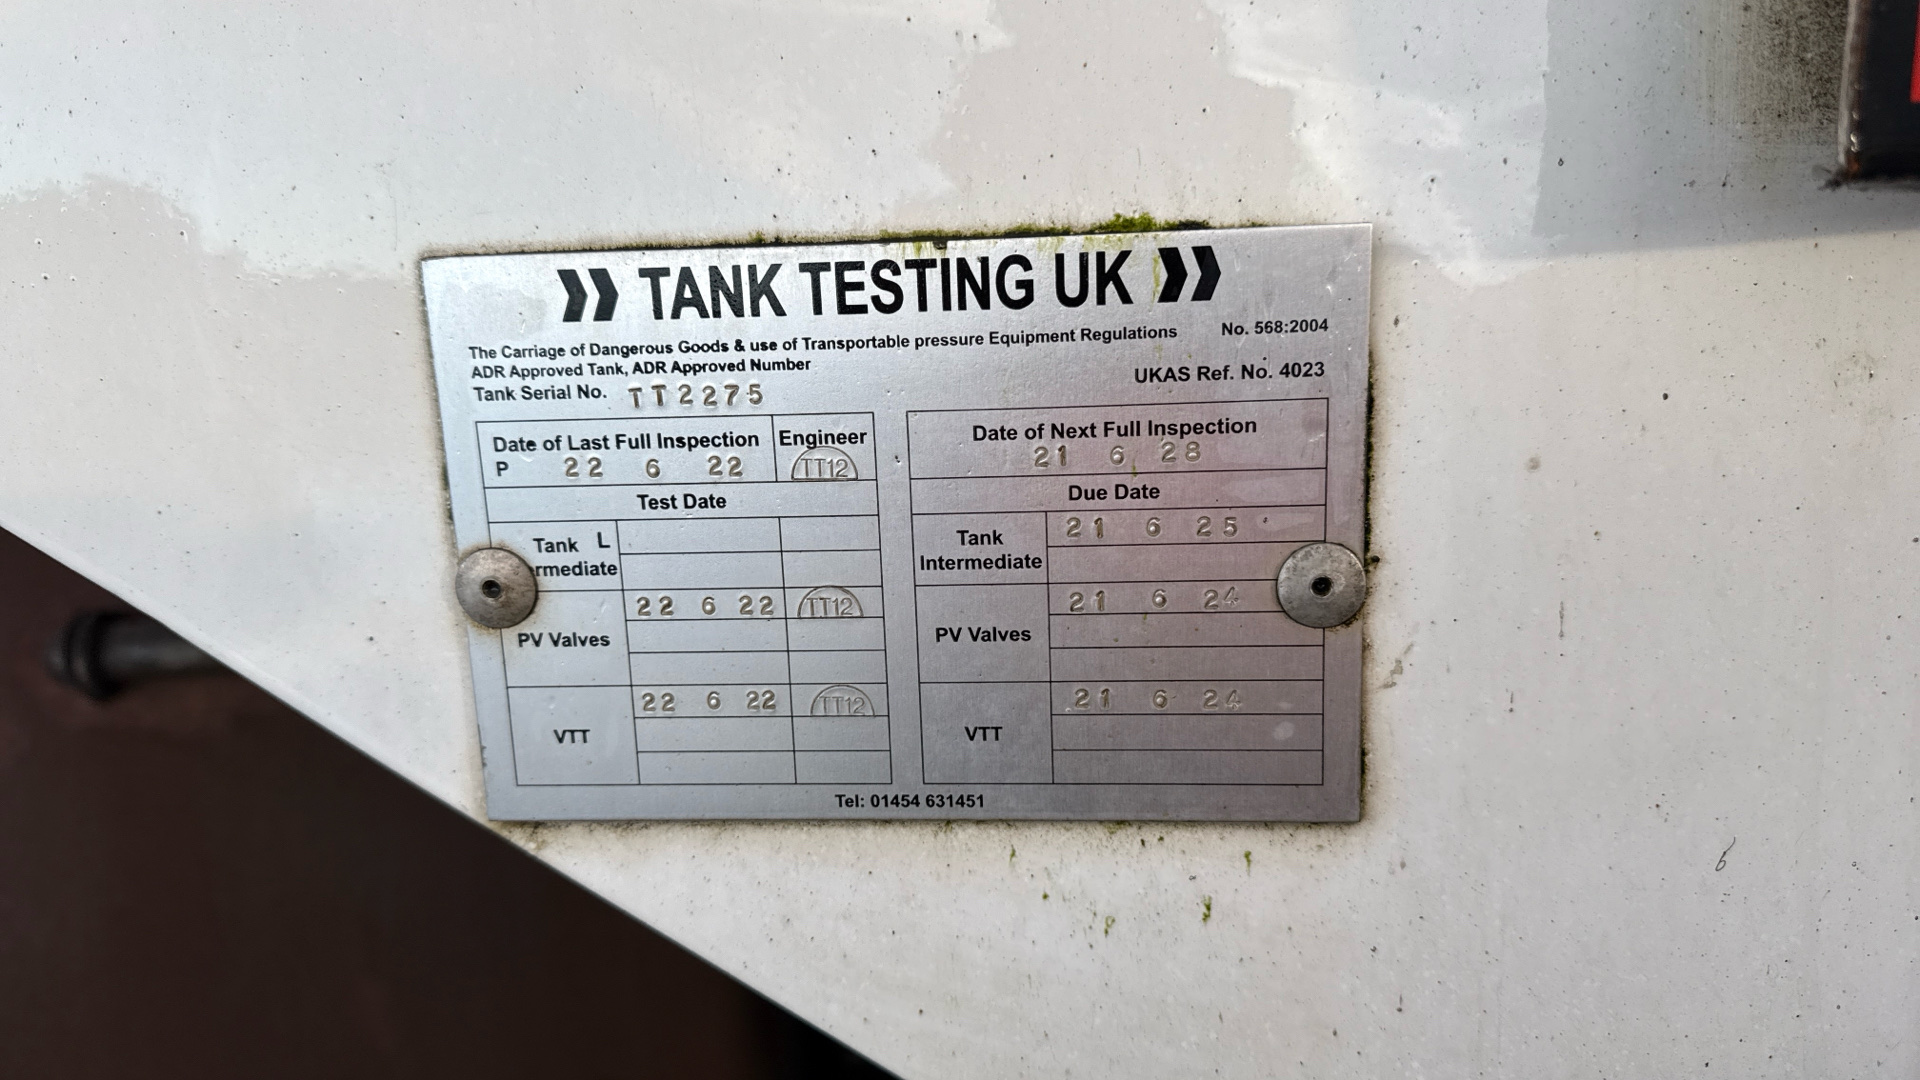 TANK TESTING UK
The Carriage of Dangerous Goods & use of Transportable pressure Equipment Regulations No. 568:2004
ADR Approved Tank, ADR Approved Number
UKAS Ref. No. 4023
Tank Serial No. TT2275
Date of Last Full Inspection Engineer
P 22 6 22 TT12
Test Date
Tank L
rmediate
PV Valves 22 6 22 TT12
VTT 22 6 22 TT12
Date of Next Full Inspection
21 6 28
Due Date
Tank Intermediate 21 6 25
PV Valves 21 6 24
VTT 21 6 24
Tel: 01454 631451